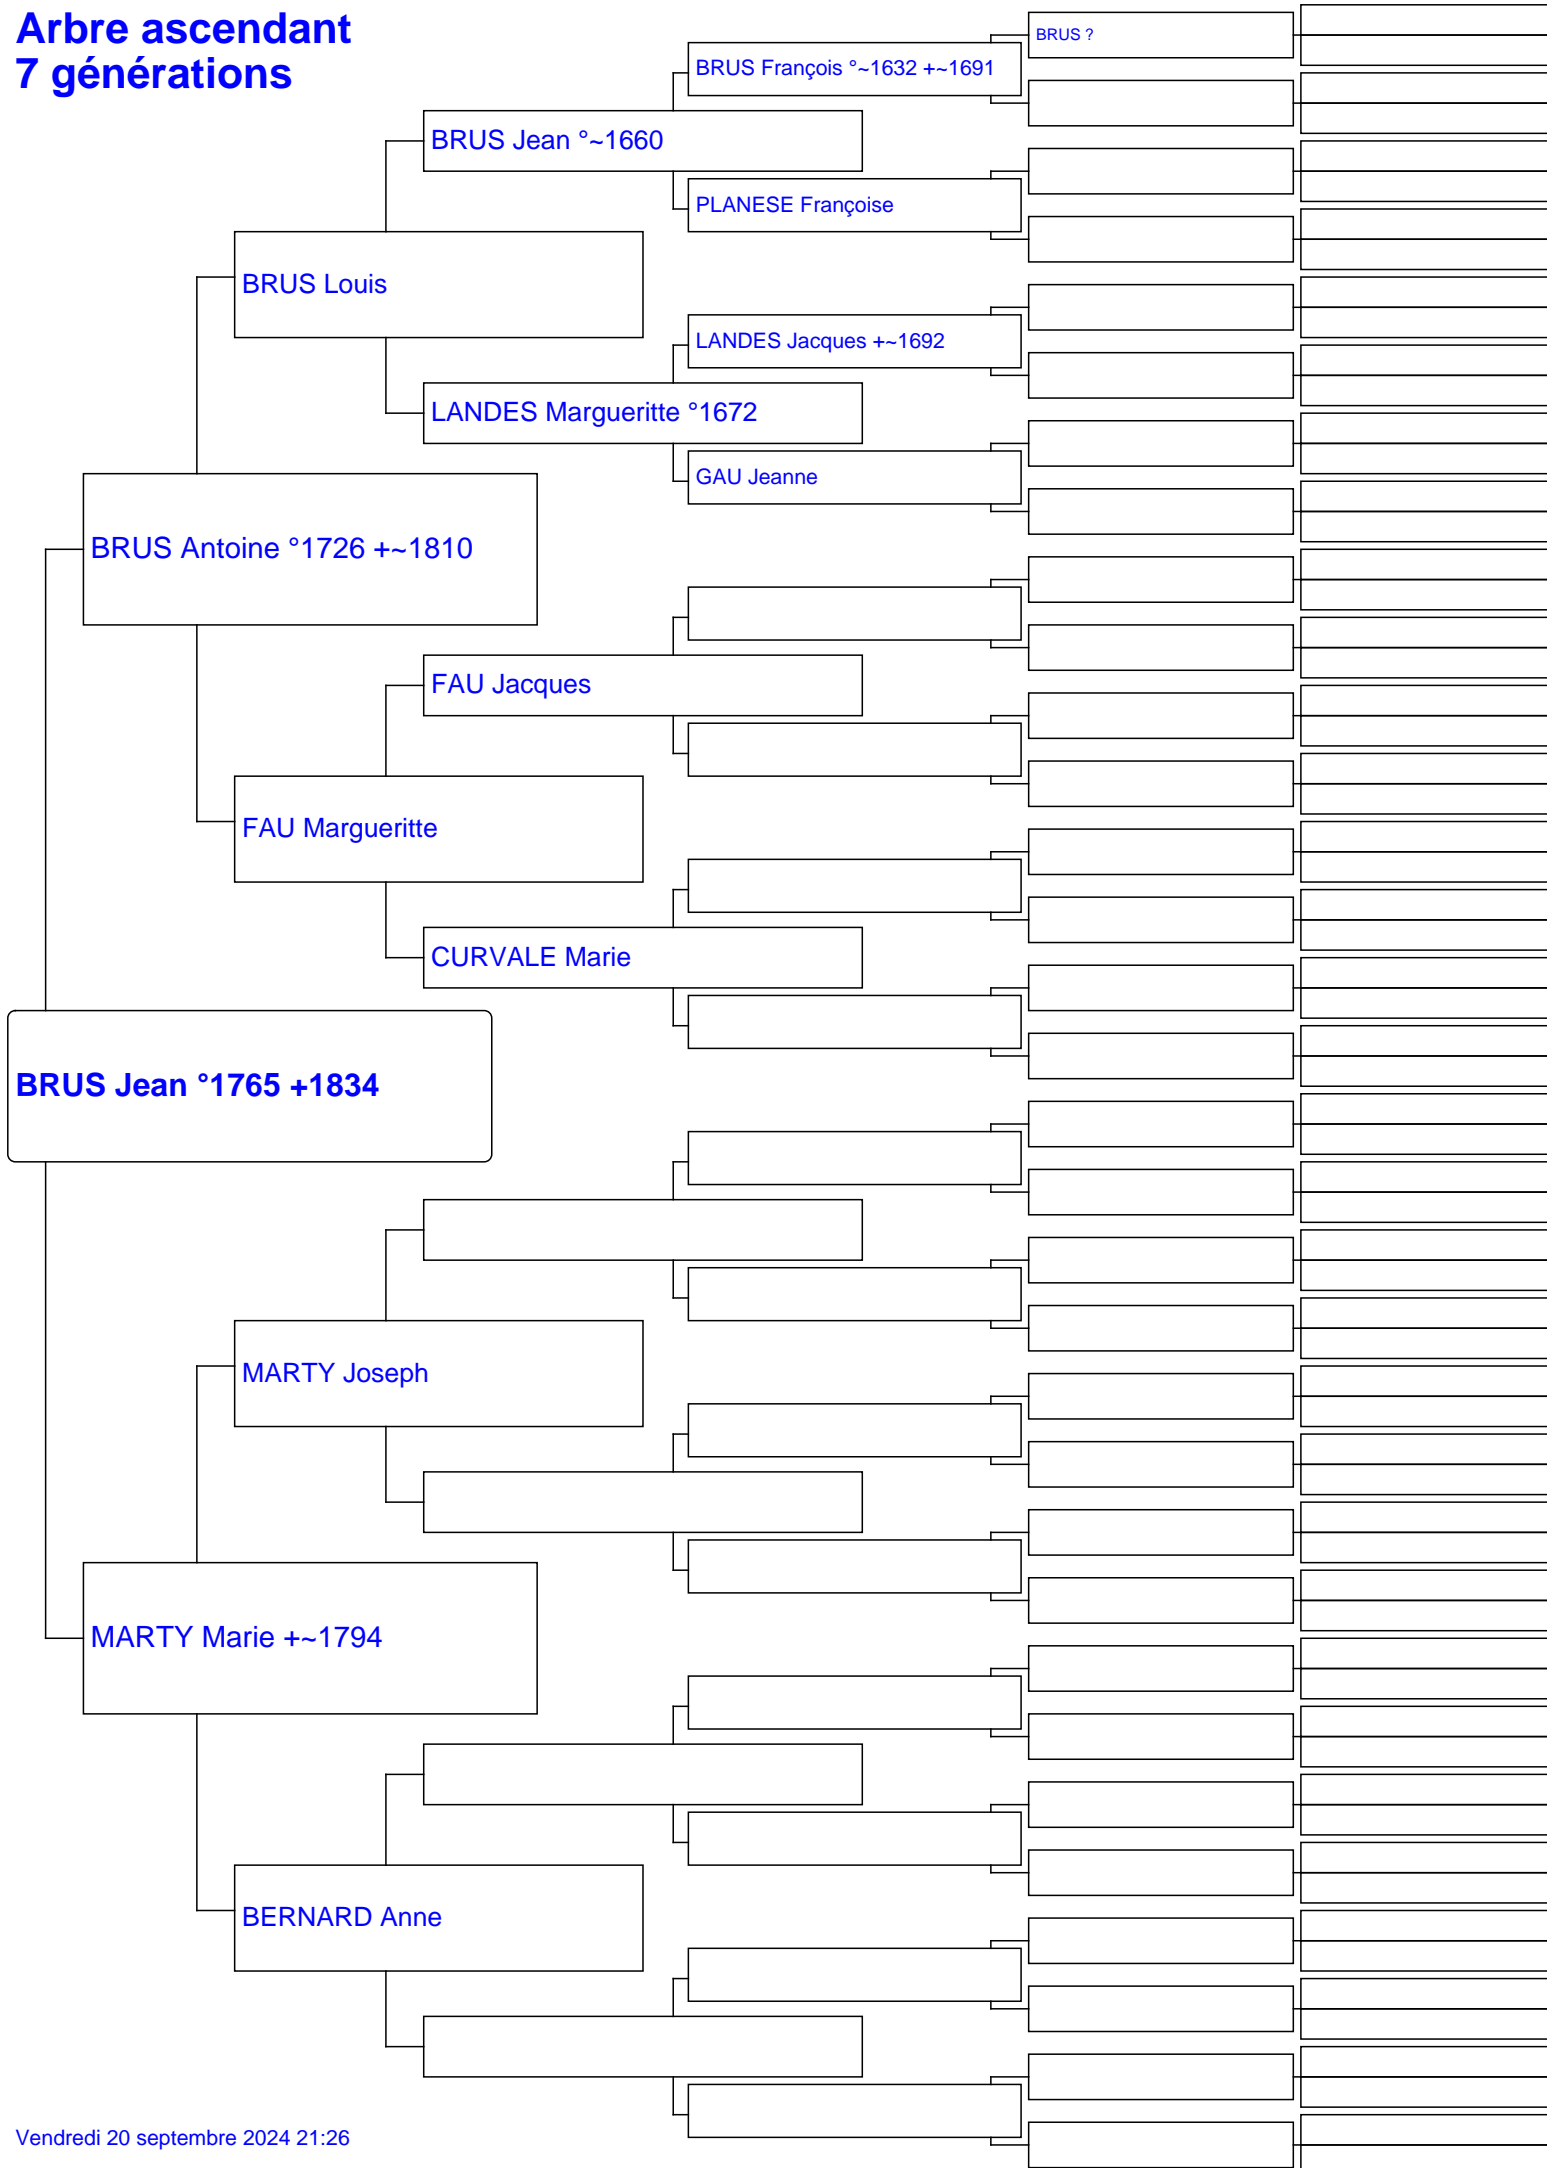 Arbre ascendant
7 générations
BRUS ?
BRUS François °~1632 +~1691
BRUS Jean °~1660
PLANESE Françoise
BRUS Louis
LANDES Jacques +~1692
LANDES Margueritte °1672
GAU Jeanne
BRUS Antoine °1726 +~1810
FAU Jacques
FAU Margueritte
CURVALE Marie
BRUS Jean °1765 +1834
MARTY Joseph
MARTY Marie +~1794
BERNARD Anne
Vendredi 20 septembre 2024 21:26